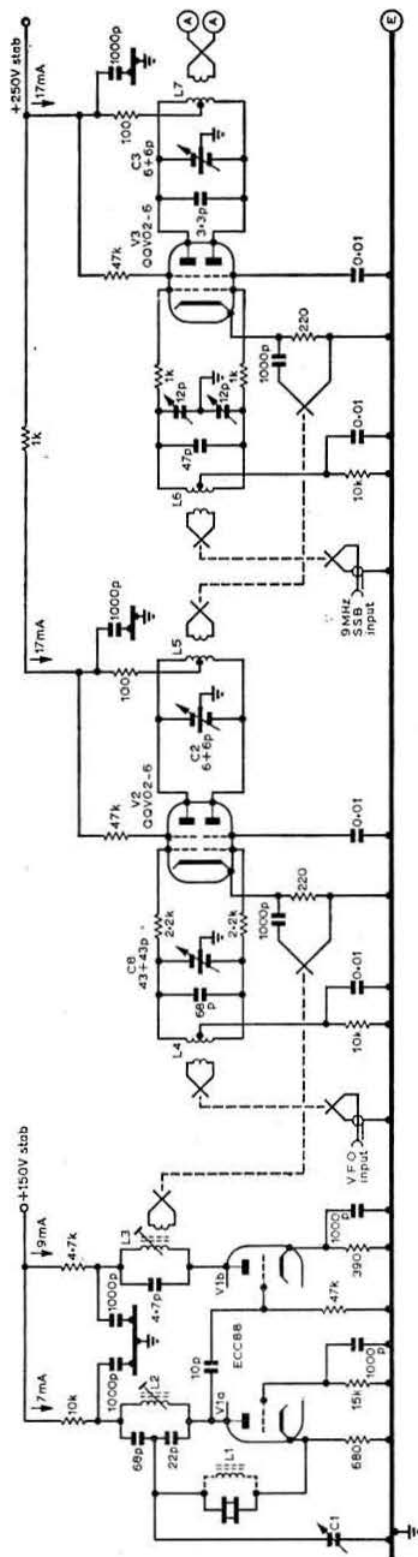 +150V stab
7mA
9mA
10k
4·7k
1000p
1000p
68p
22p
L2
L3
4·7p
10p
V1a
ECC88
V1b
L1
C1
680
15k
1000p
47k
390
1000p
V.F.O
input
L4
68
p
C8
43+43p
2·2k
2·2k
10k
0·01
V2
QQV02-6
47k
1000p
220
0·01
17mA
1000p
100
C2
6+6p
L5
1k
9MHz
S.S.B
input
L6
47p
12p
12p
1k
1k
10k
0·01
V3
QQV02-6
47k
1000p
220
0·01
+250V stab
17mA
1000p
100
3·3p
C3
6+6p
L7
A
A
E